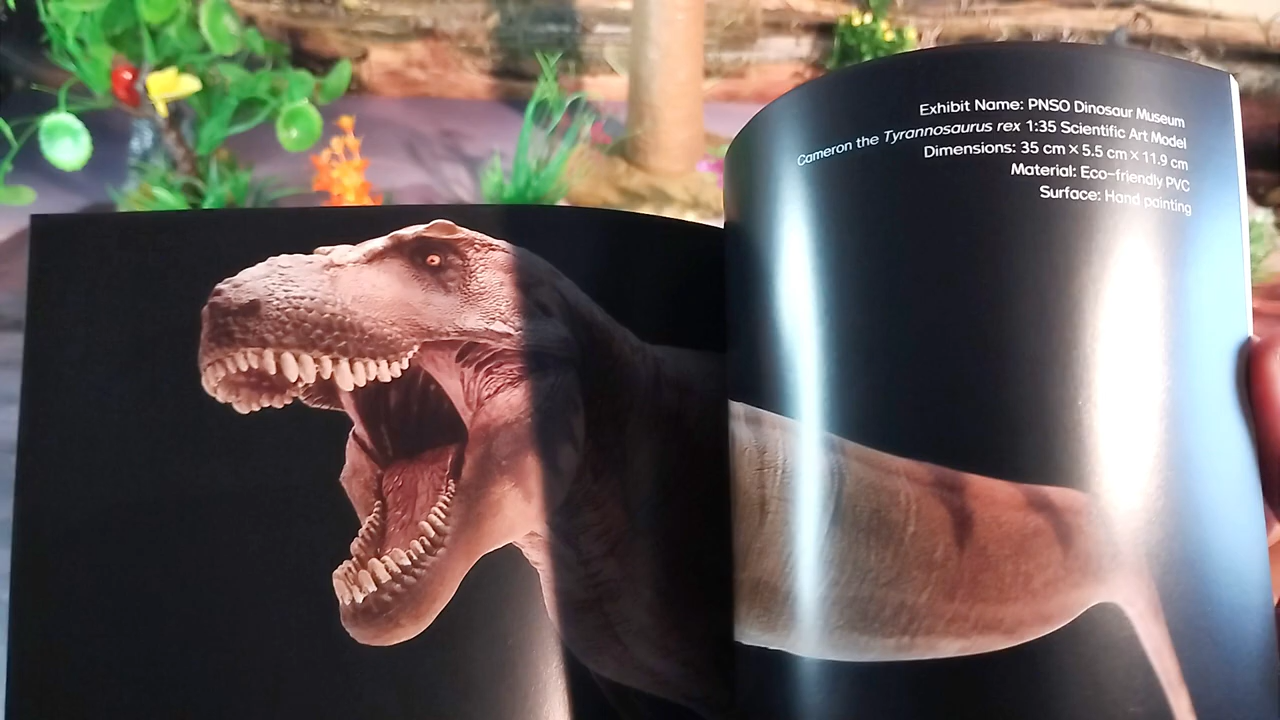 Exhibit Name: PNSO Dinosaur Museum
Cameron the Tyrannosaurus rex 1:35 Scientific Art Model
Dimensions: 35 cm × 5.5 cm × 11.9 cm
Material: Eco-friendly PVC
Surface: Hand painting